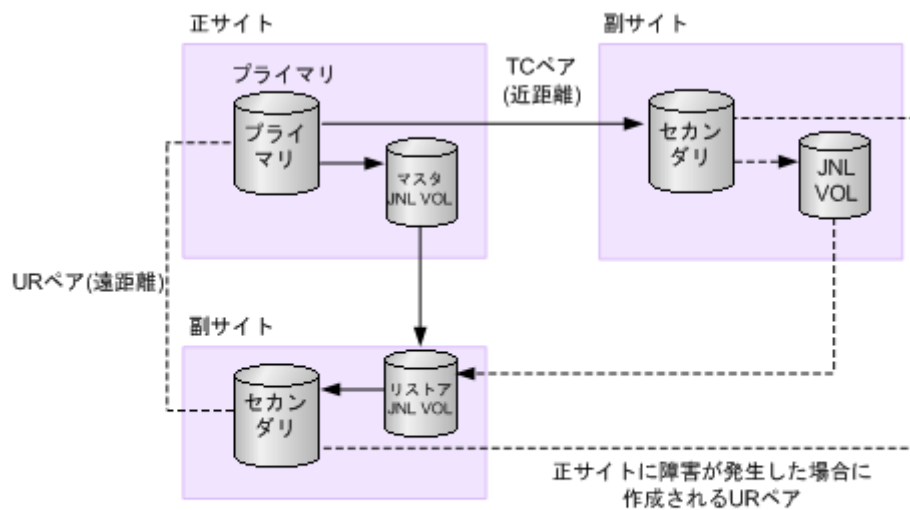 正サイト
副サイト
プライマリ
TCペア
(近距離)
プライ
マリ
マスタ
JNL VOL
セカン
ダリ
JNL
VOL
URペア(遠距離)
副サイト
セカン
ダリ
リストア
JNL VOL
正サイトに障害が発生した場合に
作成されるURペア